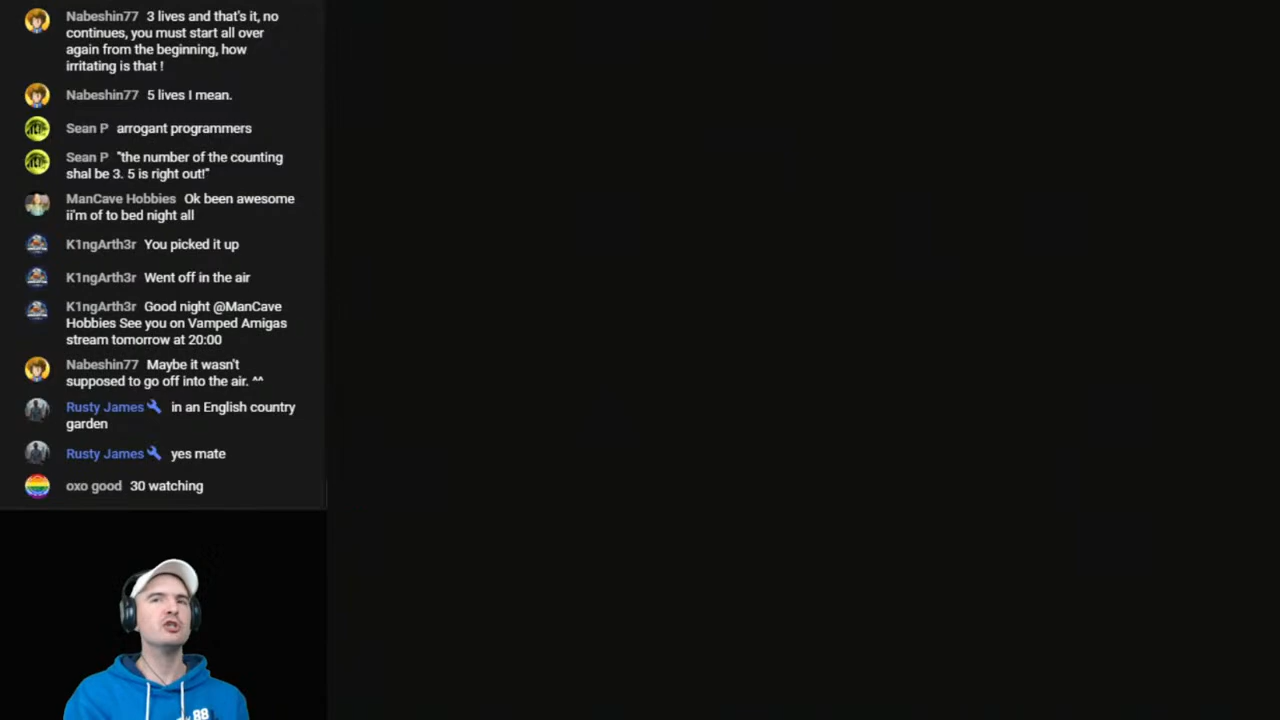 Nabeshin77 3 lives and that's it, no
continues, you must start all over
again from the beginning, how
irritating is that !
Nabeshin77 5 lives I mean.
Sean P arrogant programmers
Sean P "the number of the counting
shal be 3. 5 is right out!"
ManCave Hobbies Ok been awesome
ii'm of to bed night all
K1ngArth3r You picked it up
K1ngArth3r Went off in the air
K1ngArth3r Good night @ManCave
Hobbies See you on Vamped Amigas
stream tomorrow at 20:00
Nabeshin77 Maybe it wasn't
supposed to go off into the air. ^^
Rusty James in an English country
garden
Rusty James yes mate
oxo good 30 watching
88